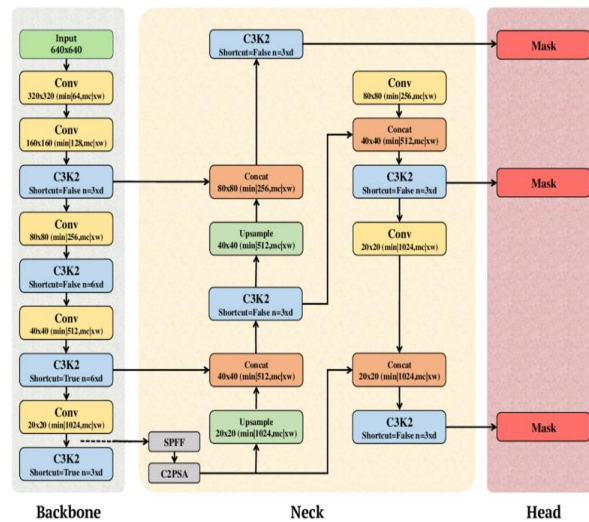 Input
640x640
Conv
320x320 (min|64,mc|xw)
Conv
160x160 (min|128,mc|xw)
C3K2
Shortcut=False n=3xd
Conv
80x80 (min|256,mc|xw)
C3K2
Shortcut=False n=6xd
Conv
40x40 (min|512,mc|xw)
C3K2
Shortcut=True n=6xd
Conv
20x20 (min|1024,mc|xw)
C3K2
Shortcut=True n=3xd
Backbone
C3K2
Shortcut=False n=3xd
Concat
80x80 (min|256,mc|xw)
Upsample
40x40 (min|512,mc|xw)
C3K2
Shortcut=False n=3xd
Concat
40x40 (min|512,mc|xw)
Upsample
20x20 (min|1024,mc|xw)
SPFF
C2PSA
Conv
80x80 (min|256,mc|xw)
Concat
40x40 (min|512,mc|xw)
C3K2
Shortcut=False n=3xd
Conv
20x20 (min|1024,mc|xw)
Concat
20x20 (min|1024,mc|xw)
C3K2
Shortcut=False n=3xd
Neck
Mask
Mask
Mask
Head